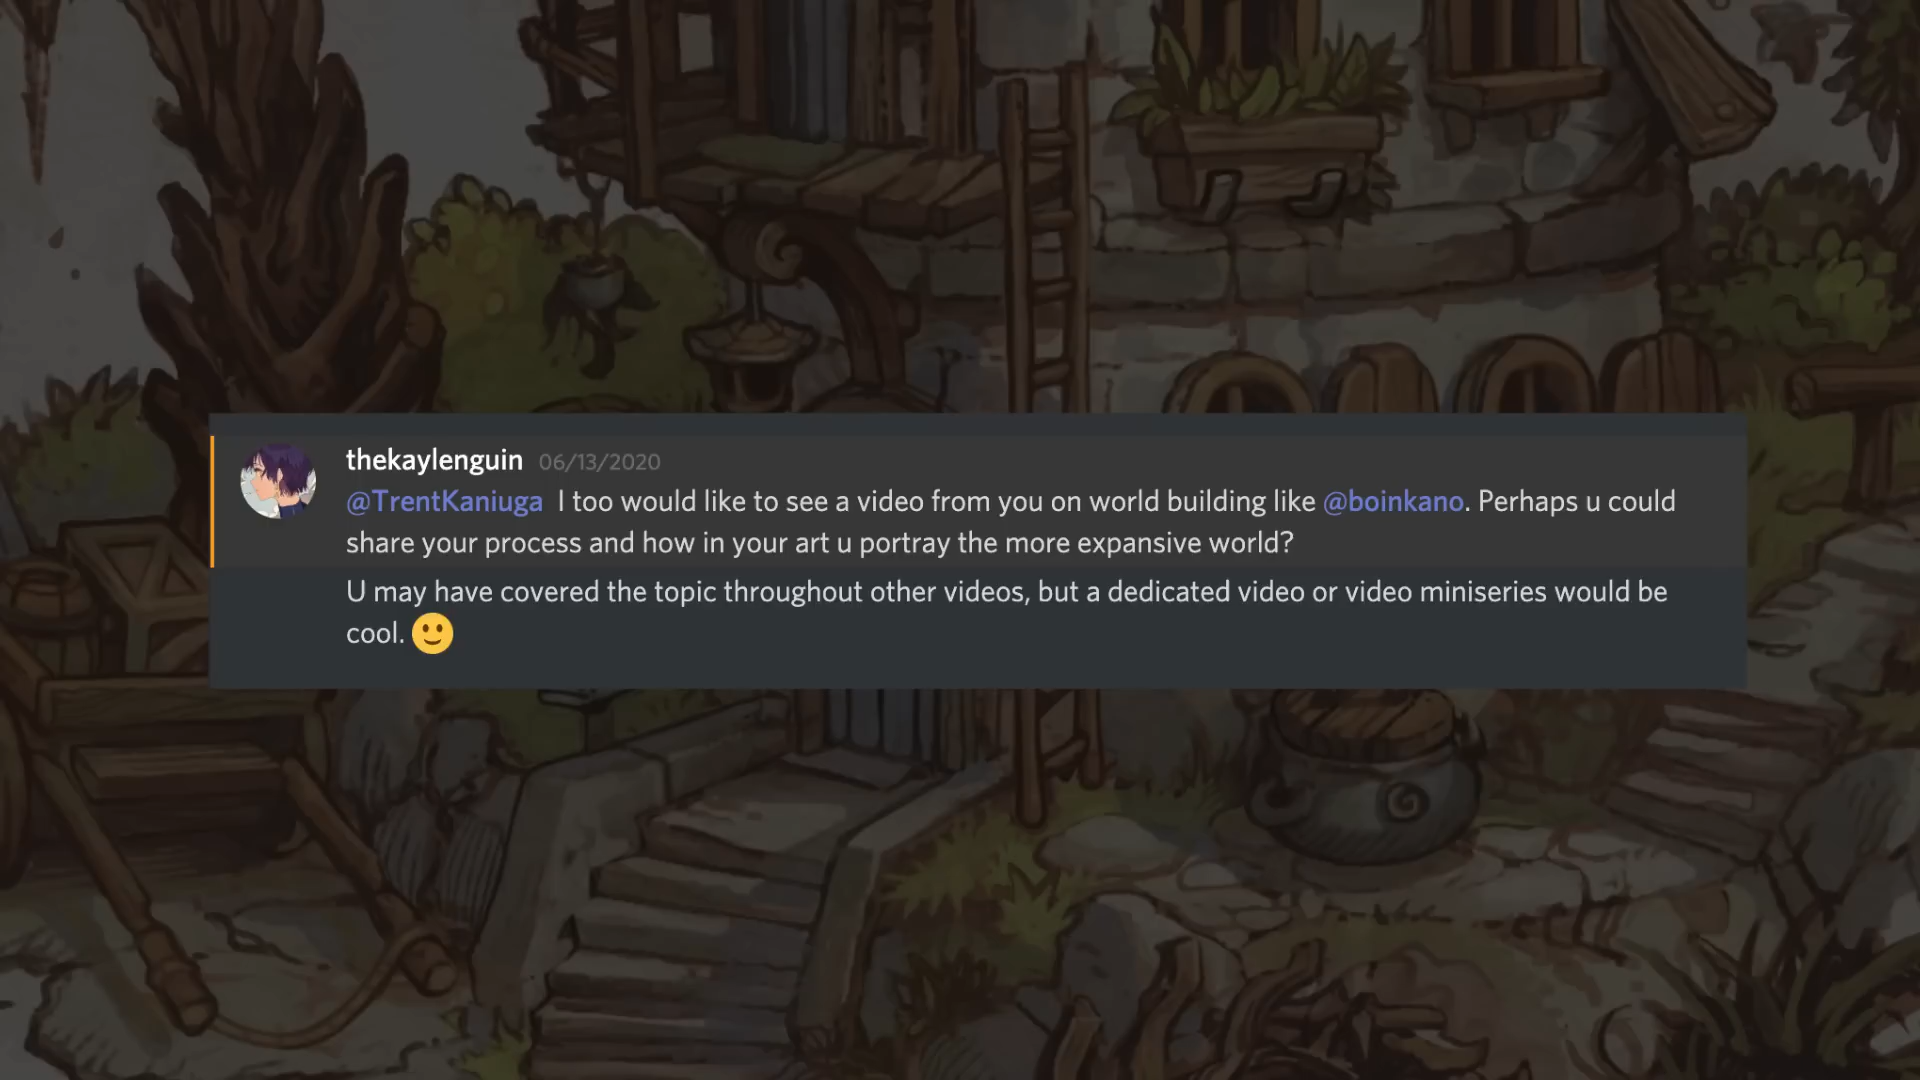 thekaylenguin 06/13/2020
@TrentKaniuga I too would like to see a video from you on world building like @boinkano. Perhaps u could
share your process and how in your art u portray the more expansive world?
U may have covered the topic throughout other videos, but a dedicated video or video miniseries would be
cool. 🙂